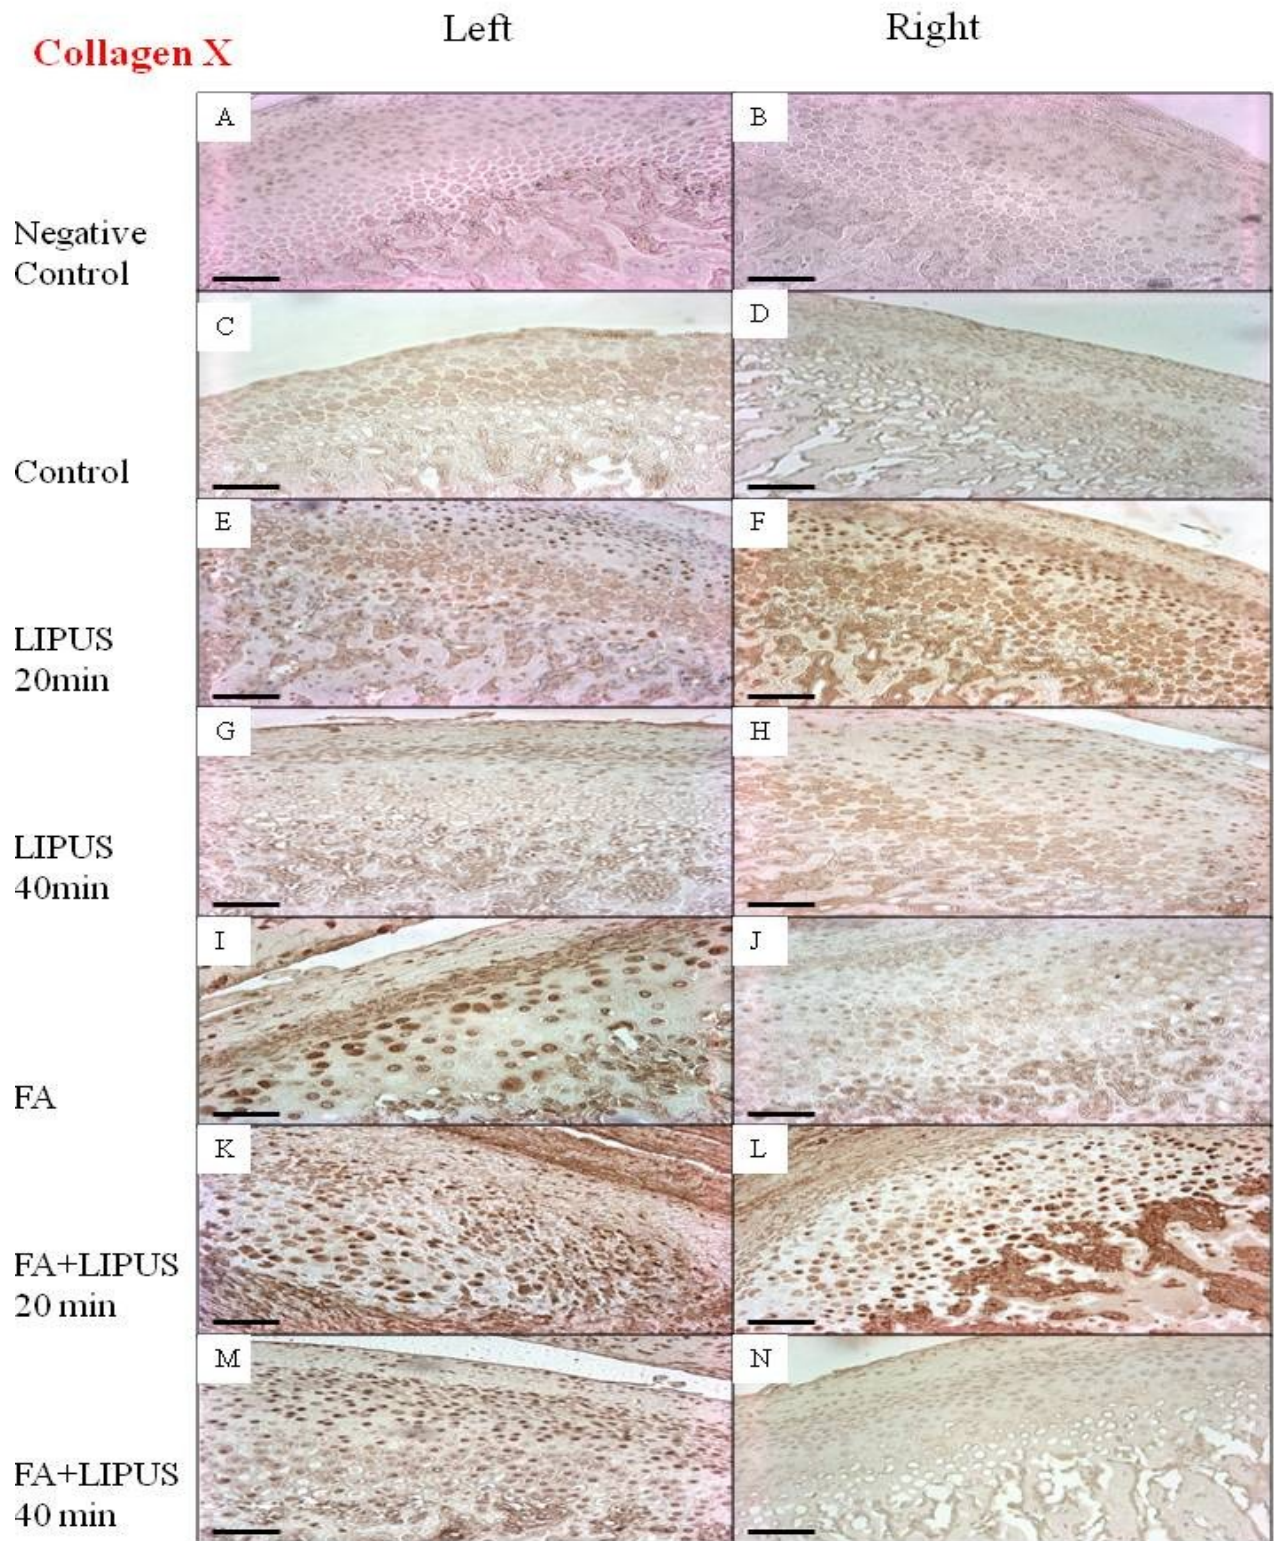 Left
Right
Collagen X
A
B
Negative
Control
C
D
Control
E
F
LIPUS
20min
G
H
LIPUS
40min
I
J
FA
K
L
FA+LIPUS
20 min
M
N
FA+LIPUS
40 min